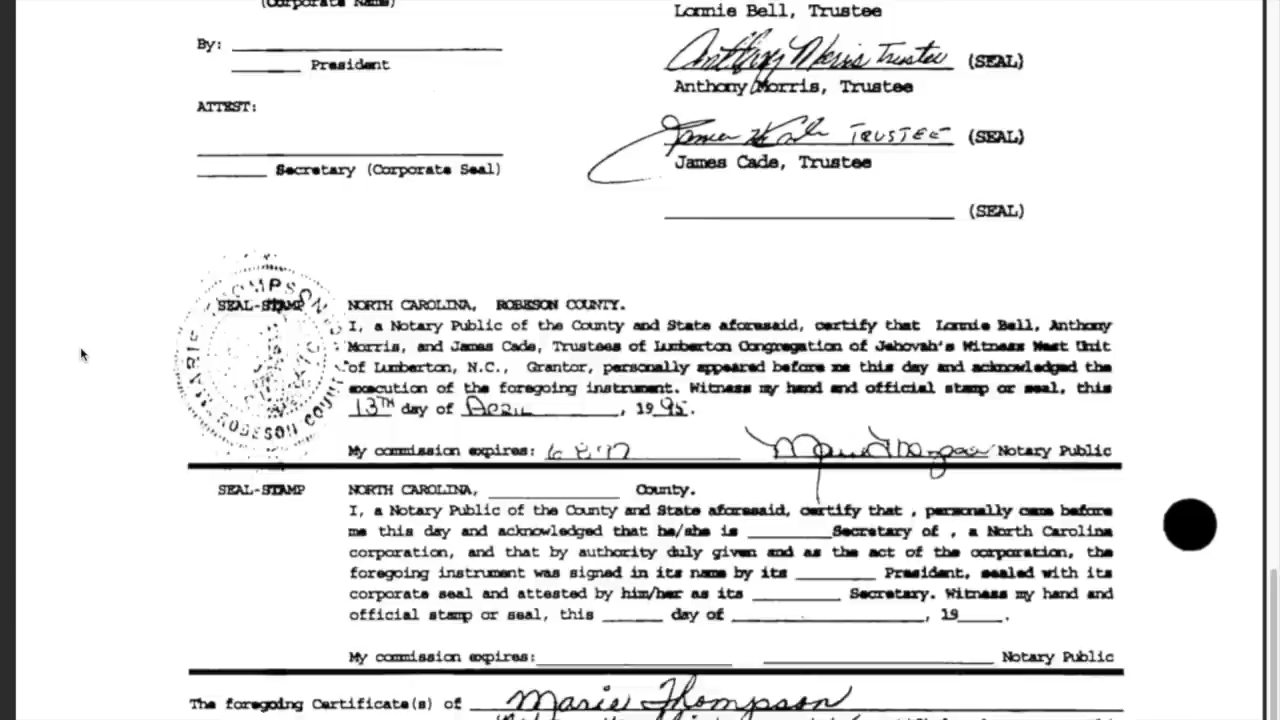 (Corporate Name)
Lonnie Bell, Trustee
By:
Anthony Morris Trustee (SEAL)
President
Anthony Morris, Trustee
ATTEST:
James Cade TRUSTEE (SEAL)
James Cade, Trustee
Secretary (Corporate Seal)
(SEAL)
SEAL-STAMP NORTH CAROLINA, ROBESON COUNTY.
I, a Notary Public of the County and State aforesaid, certify that Lonnie Bell, Anthony
Morris, and James Cade, Trustees of Lumberton Congregation of Jehovah's Witness West Unit
of Lumberton, N.C., Grantor, personally appeared before me this day and acknowledged the
execution of the foregoing instrument. Witness my hand and official stamp or seal, this
13TH day of April, 1995.
My commission expires: Notary Public
ROBESON COUNTY
SEAL-STAMP NORTH CAROLINA, County.
I, a Notary Public of the County and State aforesaid, certify that , personally came before
me this day and acknowledged that he/she is Secretary of , a North Carolina
corporation, and that by authority duly given and as the act of the corporation, the
foregoing instrument was signed in its name by its President, sealed with its
corporate seal and attested by him/her as its Secretary. Witness my hand and
official stamp or seal, this day of , 19 .
My commission expires: Notary Public
The foregoing Certificate(s) of Marie Thompson